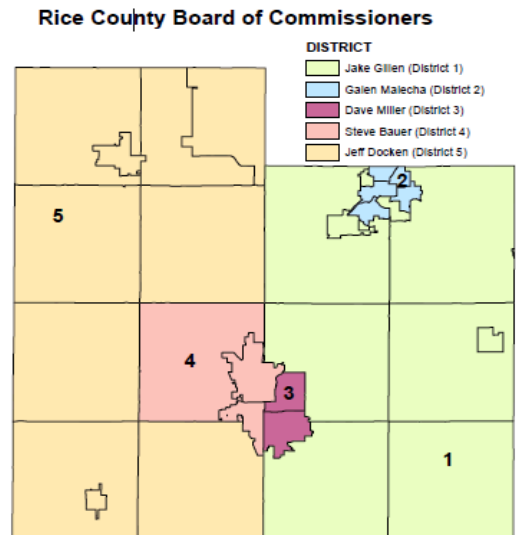 Rice County Board of Commissioners
DISTRICT
Jake Gillen (District 1)
Galen Malecha (District 2)
Dave Miller (District 3)
Steve Bauer (District 4)
Jeff Docken (District 5)
2
5
4
3
1